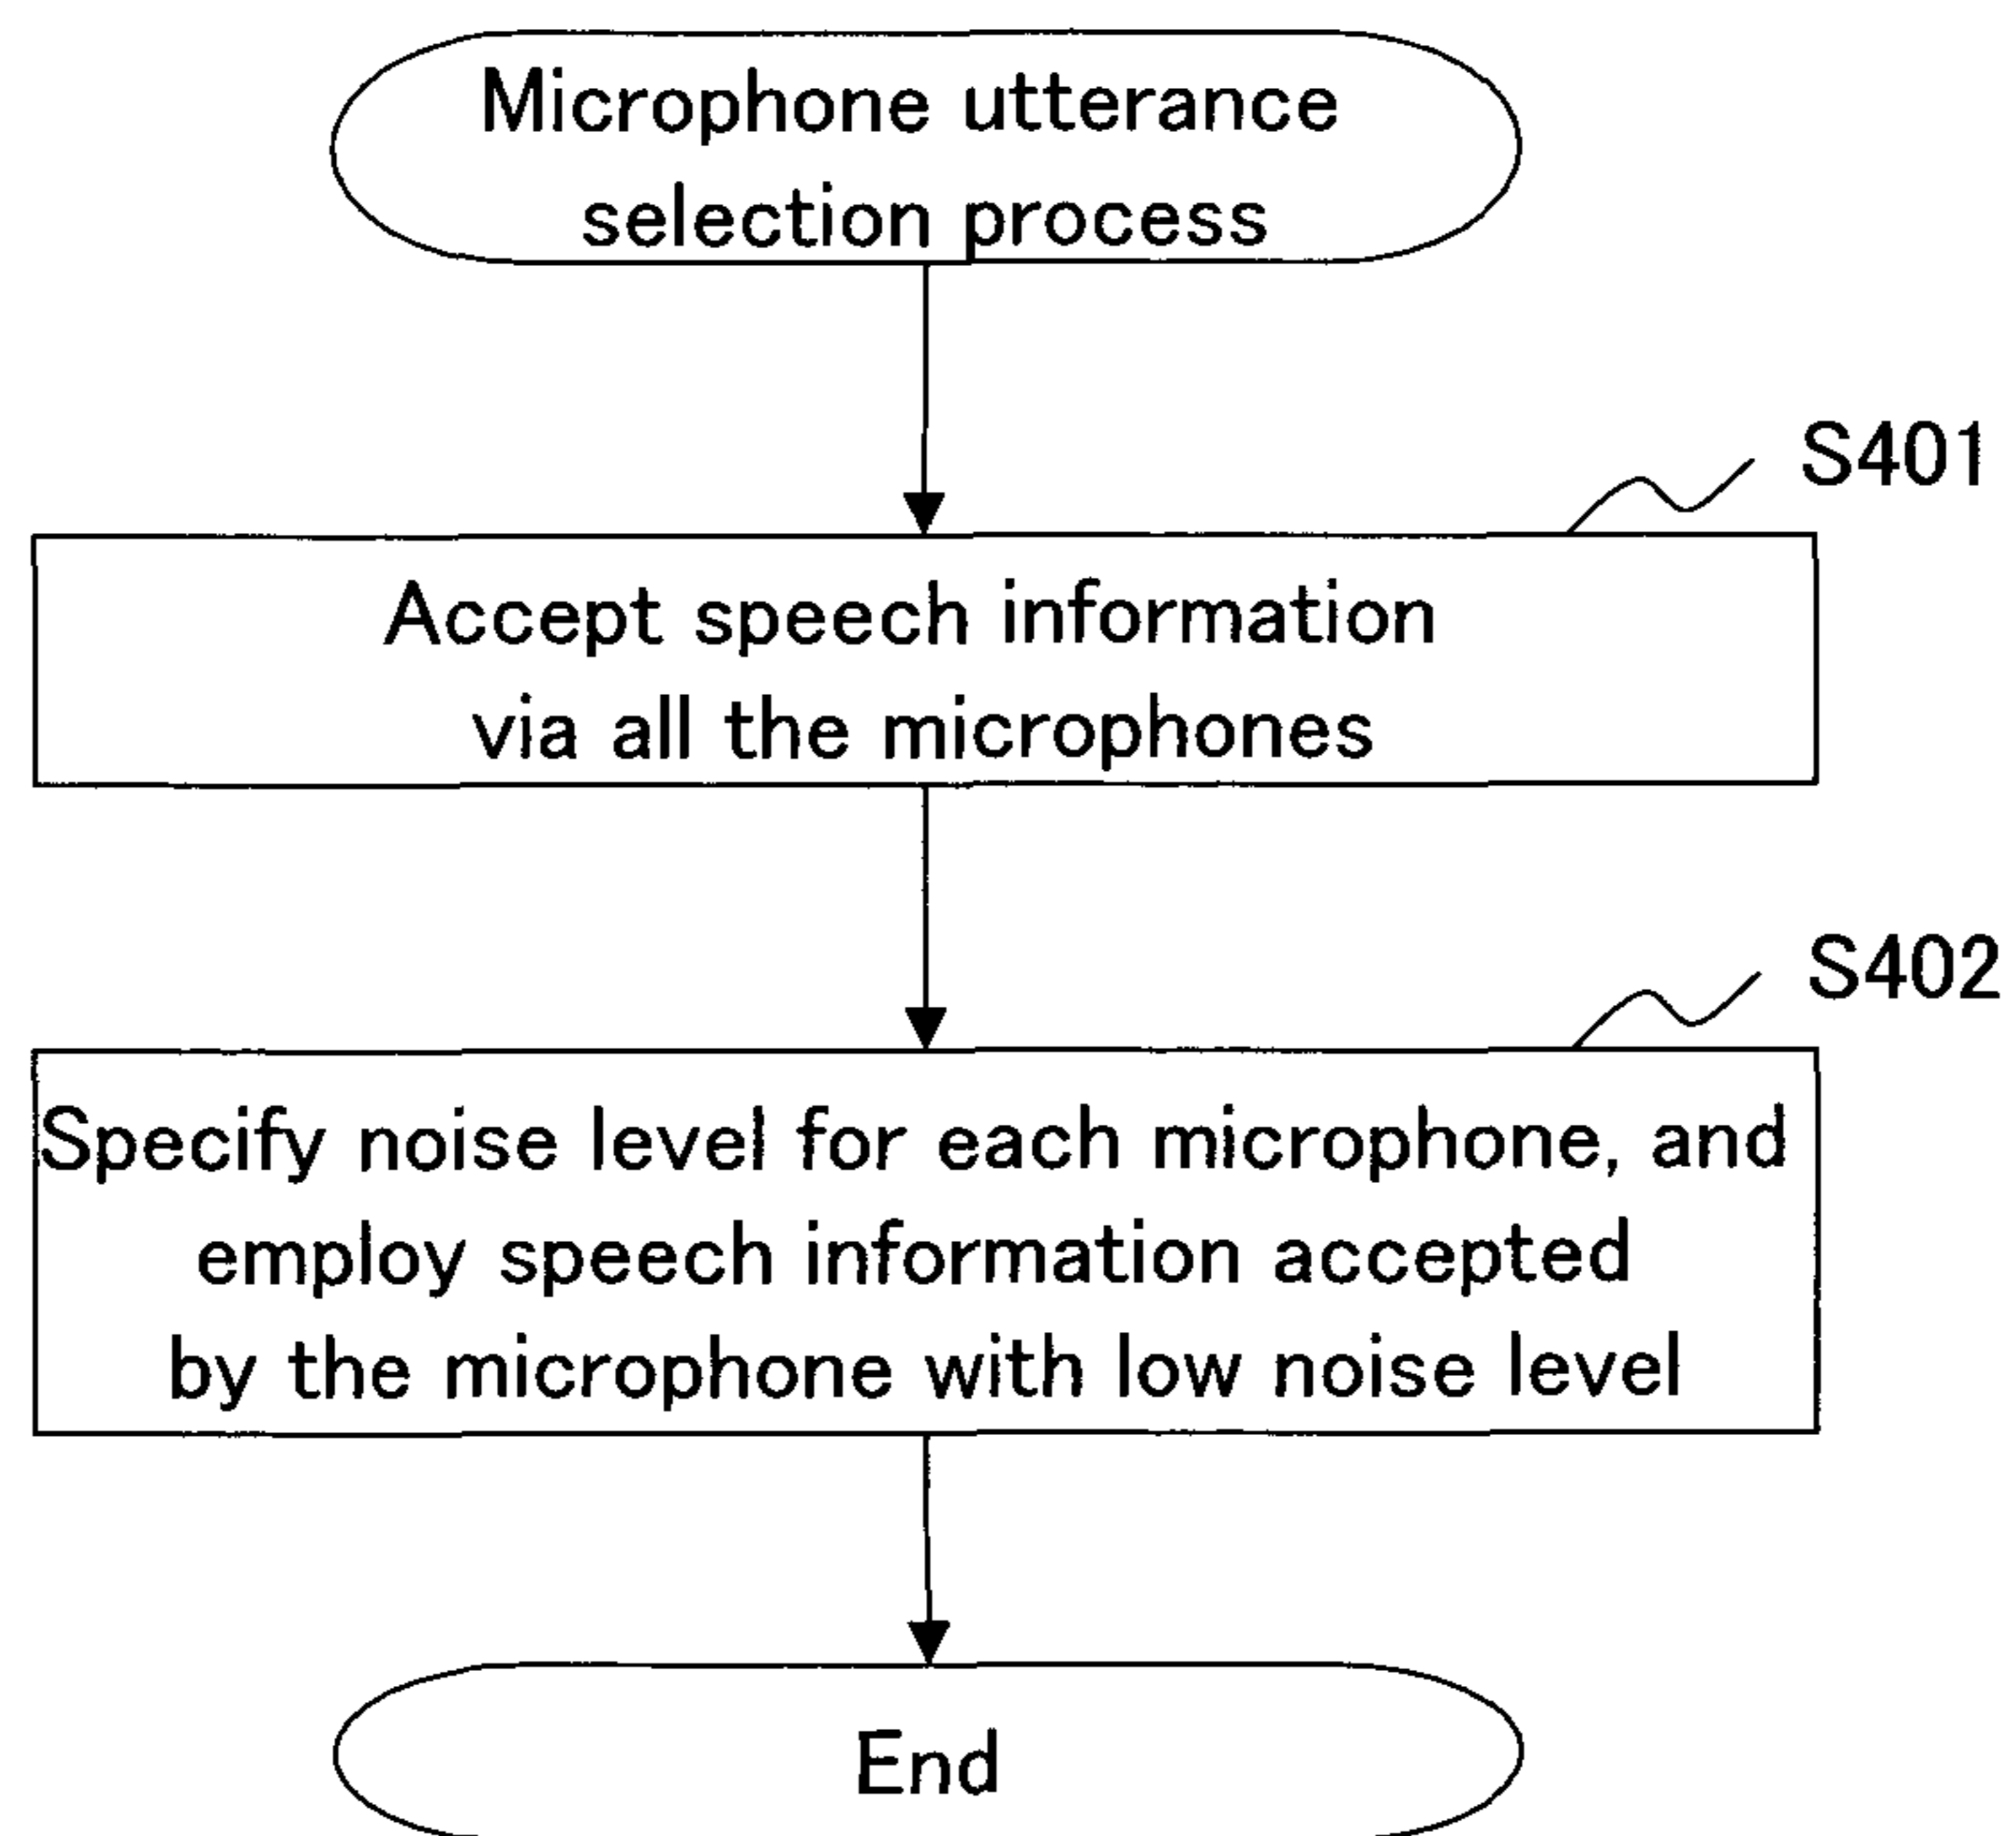 Microphone utterance
selection process
S401
Accept speech information
via all the microphones
S402
Specify noise level for each microphone, and
employ speech information accepted
by the microphone with low noise level
End